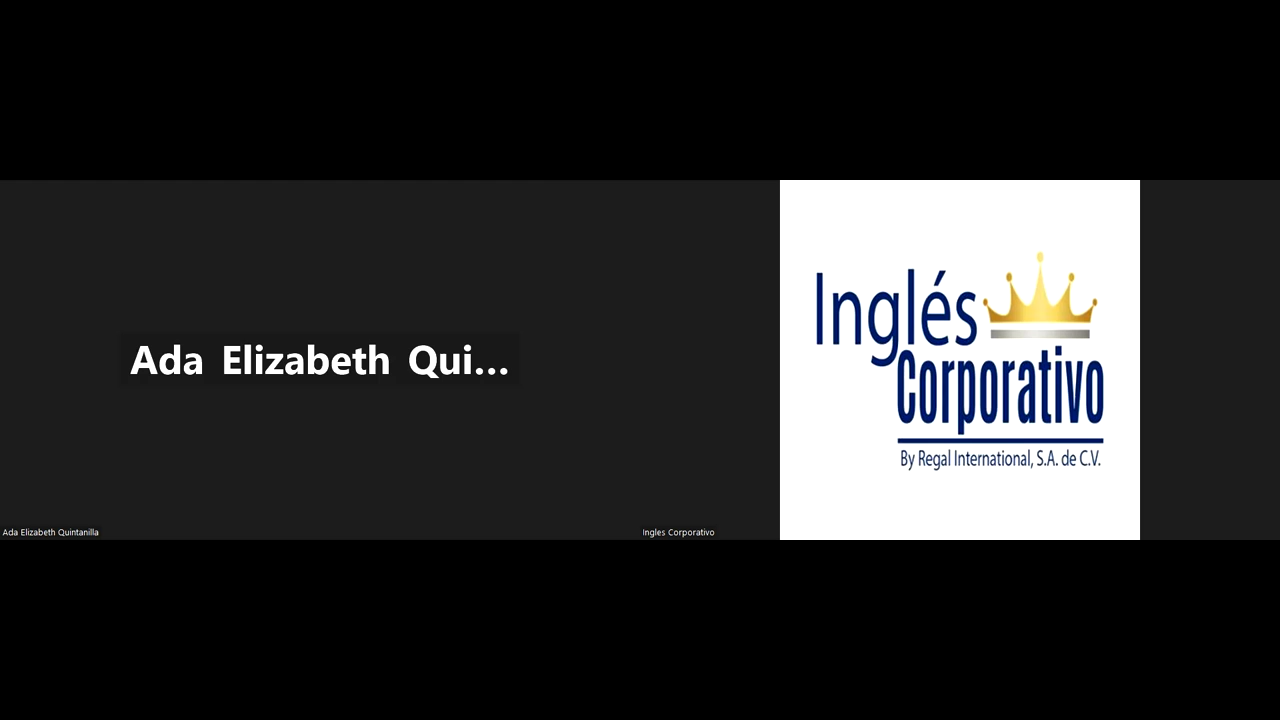 Ada Elizabeth Qui...
Inglés
Corporativo
By Regal International, S.A. de C.V.
Ada Elizabeth Quintanilla
Ingles Corporativo